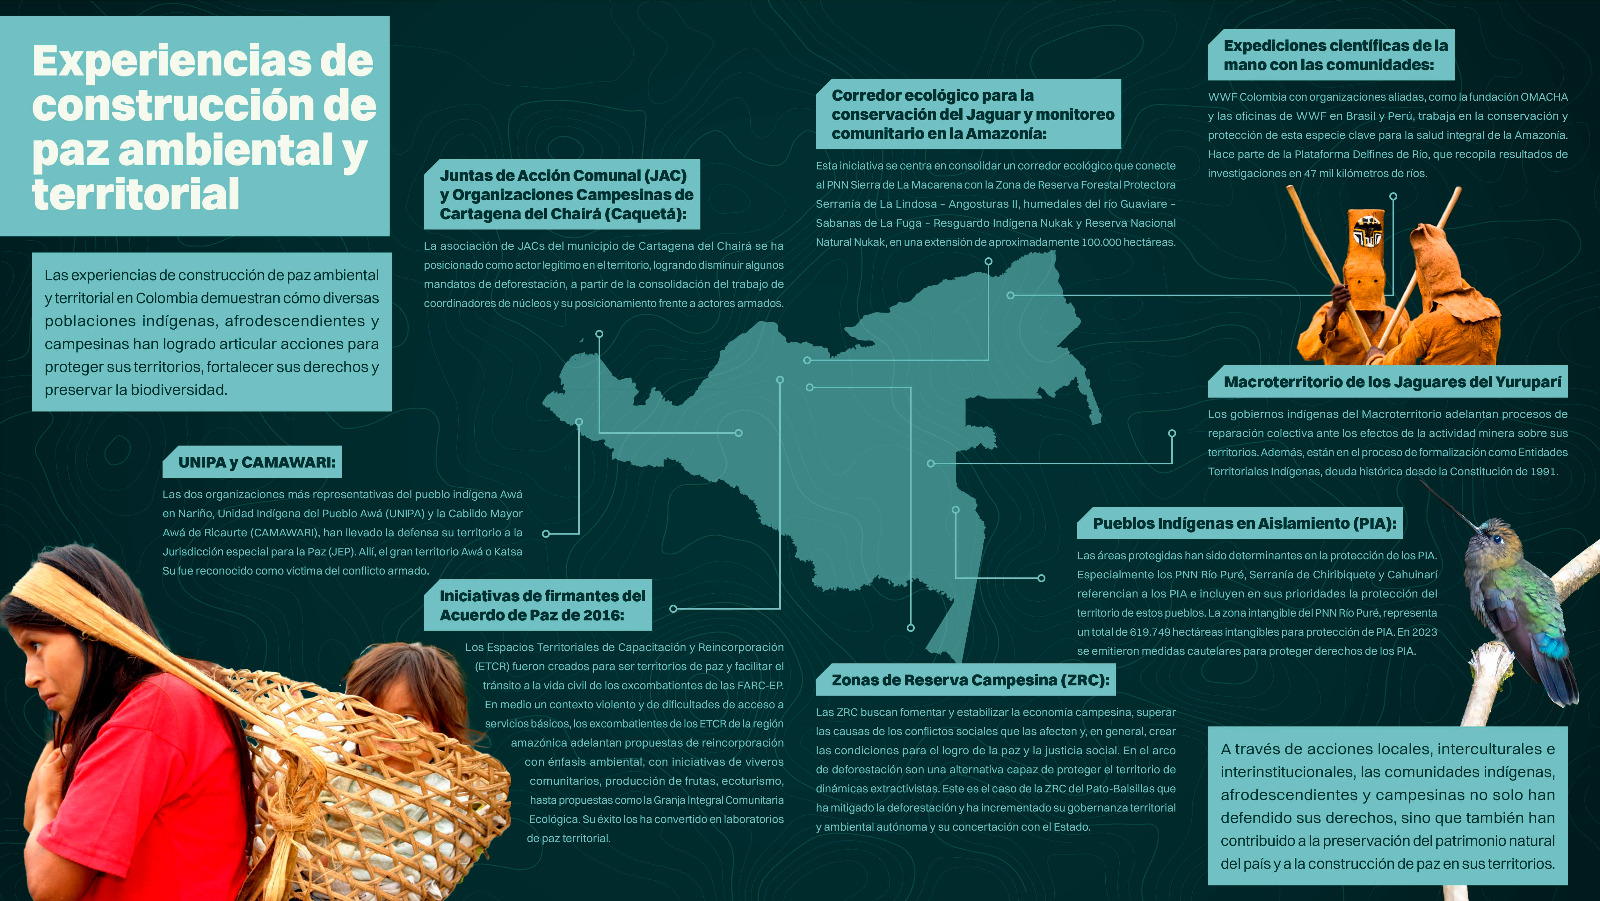 Experiencias de
construcción de
paz ambiental y
territorial
Las experiencias de construcción de paz ambiental
y territorial en Colombia demuestran cómo diversas
poblaciones indígenas, afrodescendientes y
campesinas han logrado articular acciones para
proteger sus territorios, fortalecer sus derechos y
preservar la biodiversidad.
UNIPA y CAMAWARI:
Las dos organizaciones más representativas del pueblo indígena Awá
en Nariño, Unidad Indígena del Pueblo Awá (UNIPA) y la Cabildo Mayor
Awá de Ricaurte (CAMAWARI), han llevado la defensa su territorio a la
Jurisdicción especial para la Paz (JEP). Allí, el gran territorio Awá o Katsa
Su fue reconocido como víctima del conflicto armado.
Juntas de Acción Comunal (JAC)
y Organizaciones Campesinas de
Cartagena del Chairá (Caquetá):
La asociación de JACs del municipio de Cartagena del Chairá se ha
posicionado como actor legítimo en el territorio, logrando disminuir algunos
mandatos de deforestación, a partir de la consolidación del trabajo de
coordinadores de núcleos y su posicionamiento frente a actores armados.
Iniciativas de firmantes del
Acuerdo de Paz de 2016:
Los Espacios Territoriales de Capacitación y Reincorporación
(ETCR) fueron creados para ser territorios de paz y facilitar el
tránsito a la vida civil de los excombatientes de las FARC-EP.
En medio un contexto violento y de dificultades de acceso a
servicios básicos, los excombatientes de los ETCR de la región
amazónica adelantan propuestas de reincorporación
con énfasis ambiental, con iniciativas de viveros
comunitarios, producción de frutas, ecoturismo,
hasta propuestas como la Granja Integral Comunitaria
Ecológica. Su éxito los ha convertido en laboratorios
de paz territorial.
Corredor ecológico para la
conservación del Jaguar y monitoreo
comunitario en la Amazonía:
Esta iniciativa se centra en consolidar un corredor ecológico que conecte
al PNN Sierra de La Macarena con la Zona de Reserva Forestal Protectora
Serranía de La Lindosa – Angosturas II, humedales del río Guaviare –
Sabanas de La Fuga – Resguardo Indígena Nukak y Reserva Nacional
Natural Nukak, en una extensión de aproximadamente 100.000 hectáreas.
Zonas de Reserva Campesina (ZRC):
Las ZRC buscan fomentar y estabilizar la economía campesina, superar
las causas de los conflictos sociales que las afecten y, en general, crear
las condiciones para el logro de la paz y la justicia social. En el arco
de deforestación son una alternativa capaz de proteger el territorio de
dinámicas extractivistas. Este es el caso de la ZRC del Pato-Balsillas que
ha mitigado la deforestación y ha incrementado su gobernanza territorial
y ambiental autónoma y su concertación con el Estado.
Expediciones científicas de la
mano con las comunidades:
WWF Colombia con organizaciones aliadas, como la fundación OMACHA
y las oficinas de WWF en Brasil y Perú, trabaja en la conservación y
protección de esta especie clave para la salud integral de la Amazonía.
Hace parte de la Plataforma Delfines de Río, que recopila resultados de
investigaciones en 47 mil kilómetros de ríos.
Macroterritorio de los Jaguares del Yuruparí
Los gobiernos indígenas del Macroterritorio adelantan procesos de
reparación colectiva ante los efectos de la actividad minera sobre sus
territorios. Además, están en el proceso de formalización como Entidades
Territoriales Indígenas, deuda histórica desde la Constitución de 1991.
Pueblos Indígenas en Aislamiento (PIA):
Las áreas protegidas han sido determinantes en la protección de los PIA.
Especialmente los PNN Río Puré, Serranía de Chiribiquete y Cahuinarí
referencian a los PIA e incluyen en sus prioridades la protección del
territorio de estos pueblos. La zona intangible del PNN Río Puré, representa
un total de 619.749 hectáreas intangibles para protección de PIA. En 2023
se emitieron medidas cautelares para proteger derechos de los PIA.
A través de acciones locales, interculturales e
interinstitucionales, las comunidades indígenas,
afrodescendientes y campesinas no solo han
defendido sus derechos, sino que también han
contribuido a la preservación del patrimonio natural
del país y a la construcción de paz en sus territorios.